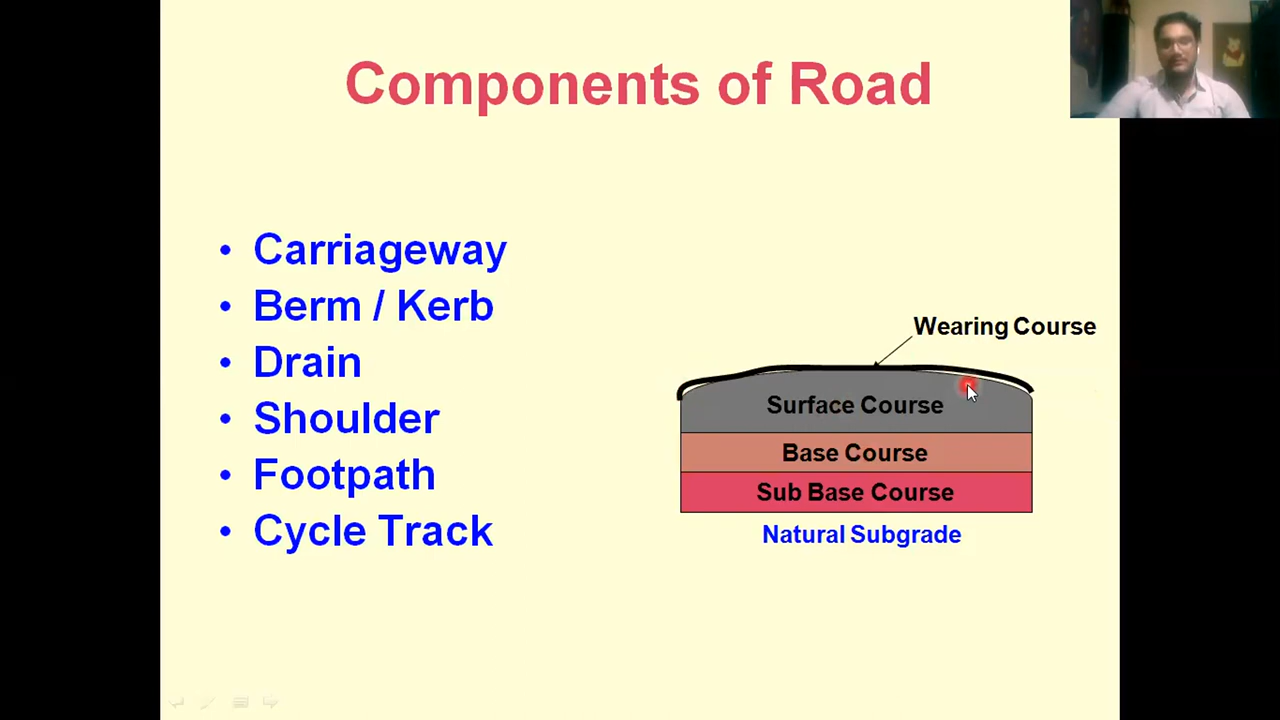 Components of Road
• Carriageway
• Berm / Kerb
• Drain
• Shoulder
• Footpath
• Cycle Track
Wearing Course
Surface Course
Base Course
Sub Base Course
Natural Subgrade